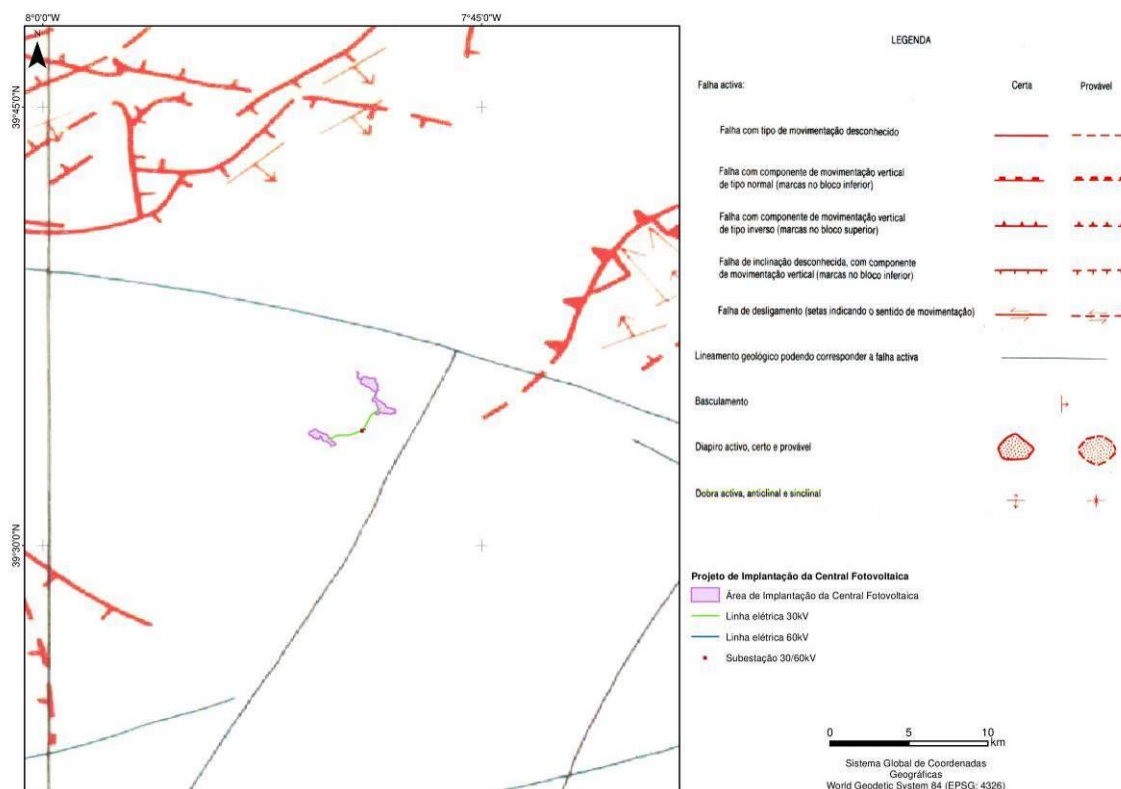 8°0'0"W
7°45'0"W
N
39°45'0"N
39°30'0"N
LEGENDA
Falha activa:
Certa
Provável
Falha com tipo de movimentação desconhecido
Falha com componente de movimentação vertical
de tipo normal (marcas no bloco inferior)
Falha com componente de movimentação vertical
de tipo inverso (marcas no bloco superior)
Falha de inclinação desconhecida, com componente
de movimentação vertical (marcas no bloco inferior)
Falha de desligamento (setas indicando o sentido de movimentação)
Lineamento geológico podendo corresponder a falha activa
Basculamento
Diapiro activo, certo e provável
Dobra activa, anticlinal e sinclinal
Projeto de Implantação da Central Fotovoltaica
Área de Implantação da Central Fotovoltaica
Linha elétrica 30kV
Linha elétrica 60kV
Subestação 30/60kV
0 5 10
km
Sistema Global de Coordenadas
Geográficas
World Geodetic System 84 (EPSG: 4326)